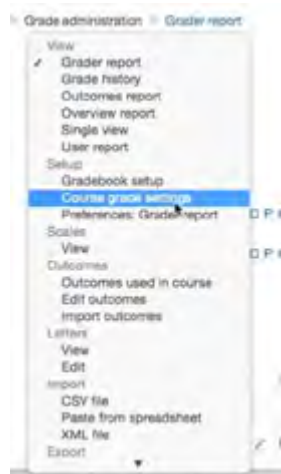 Grade administration Grader report
View
✓ Grader report
Grade history
Outcomes report
Overview report
Single view
User report
Setup
Gradebook setup
Course grade settings
Preferences: Grader report
Scales
View
Outcomes
Outcomes used in course
Edit outcomes
Import outcomes
Letters
View
Edit
Import
CSV file
Paste from spreadsheet
XML file
Export